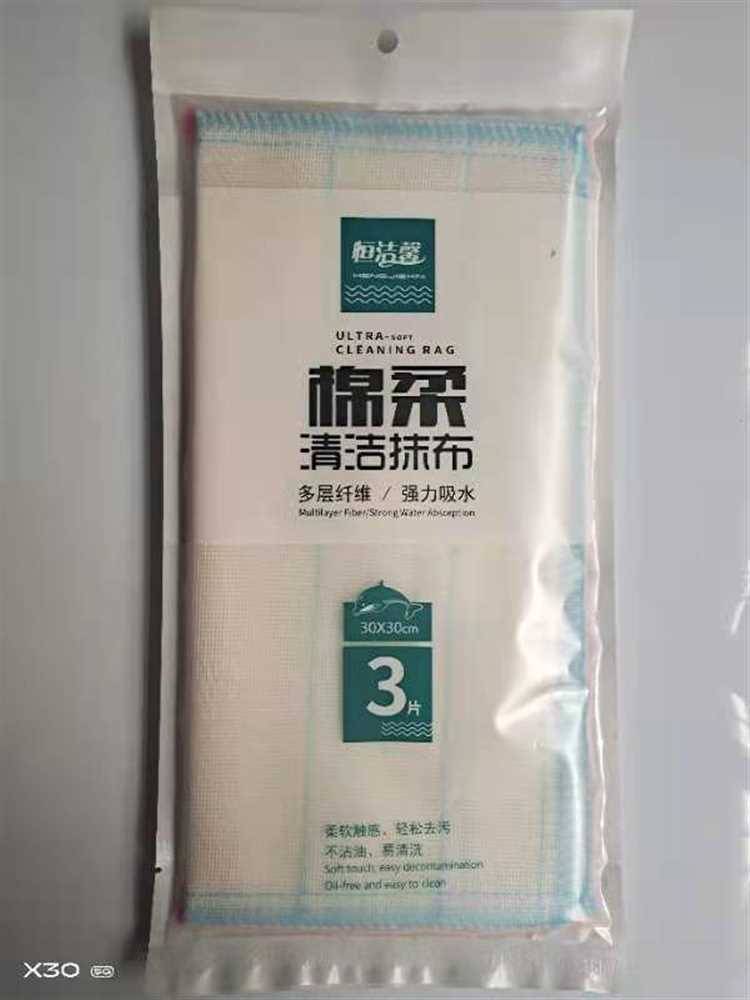 恒洁馨
HENGJIEXIN
ULTRA-SOFT
CLEANING RAG
棉柔
清洁抹布
多层纤维 / 强力吸水
Multilayer Fiber/Strong Water Absorption
30X30cm
3片
柔软触感、轻松去污
不沾油、易清洗
Soft touch, easy decontamination
Oil-free and easy to clean
X30 5G